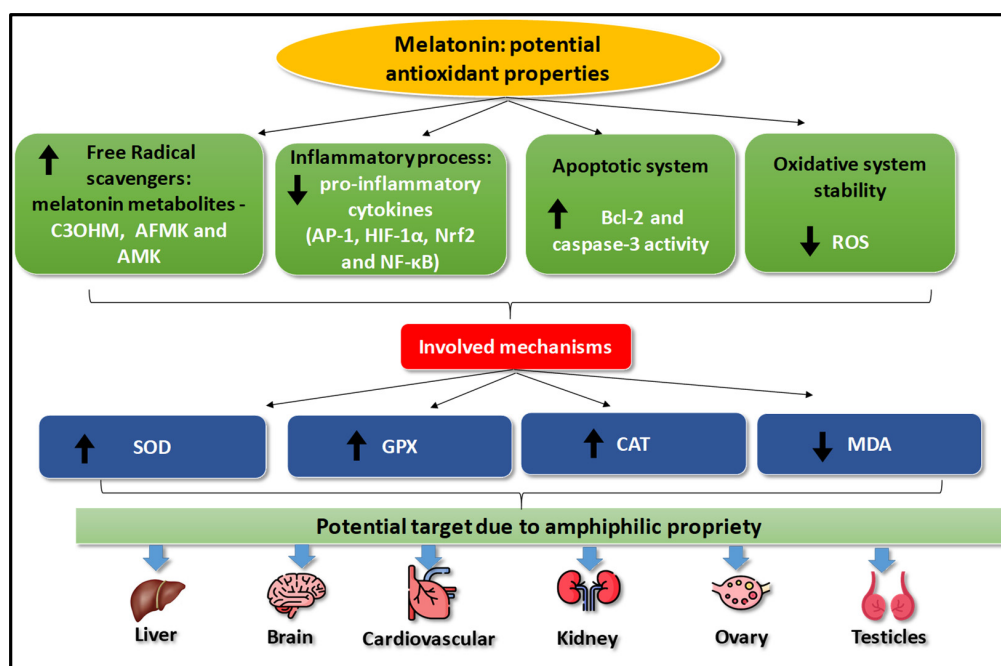 Melatonin: potential
antioxidant properties
Free Radical
scavengers:
melatonin metabolites -
C3OHM, AFMK and
AMK
Inflammatory process:
pro-inflammatory
cytokines
(AP-1, HIF-1α, Nrf2
and NF-κB)
Apoptotic system
Bcl-2 and
caspase-3 activity
Oxidative system
stability
ROS
Involved mechanisms
SOD
GPX
CAT
MDA
Potential target due to amphiphilic propriety
Liver
Brain
Cardiovascular
Kidney
Ovary
Testicles